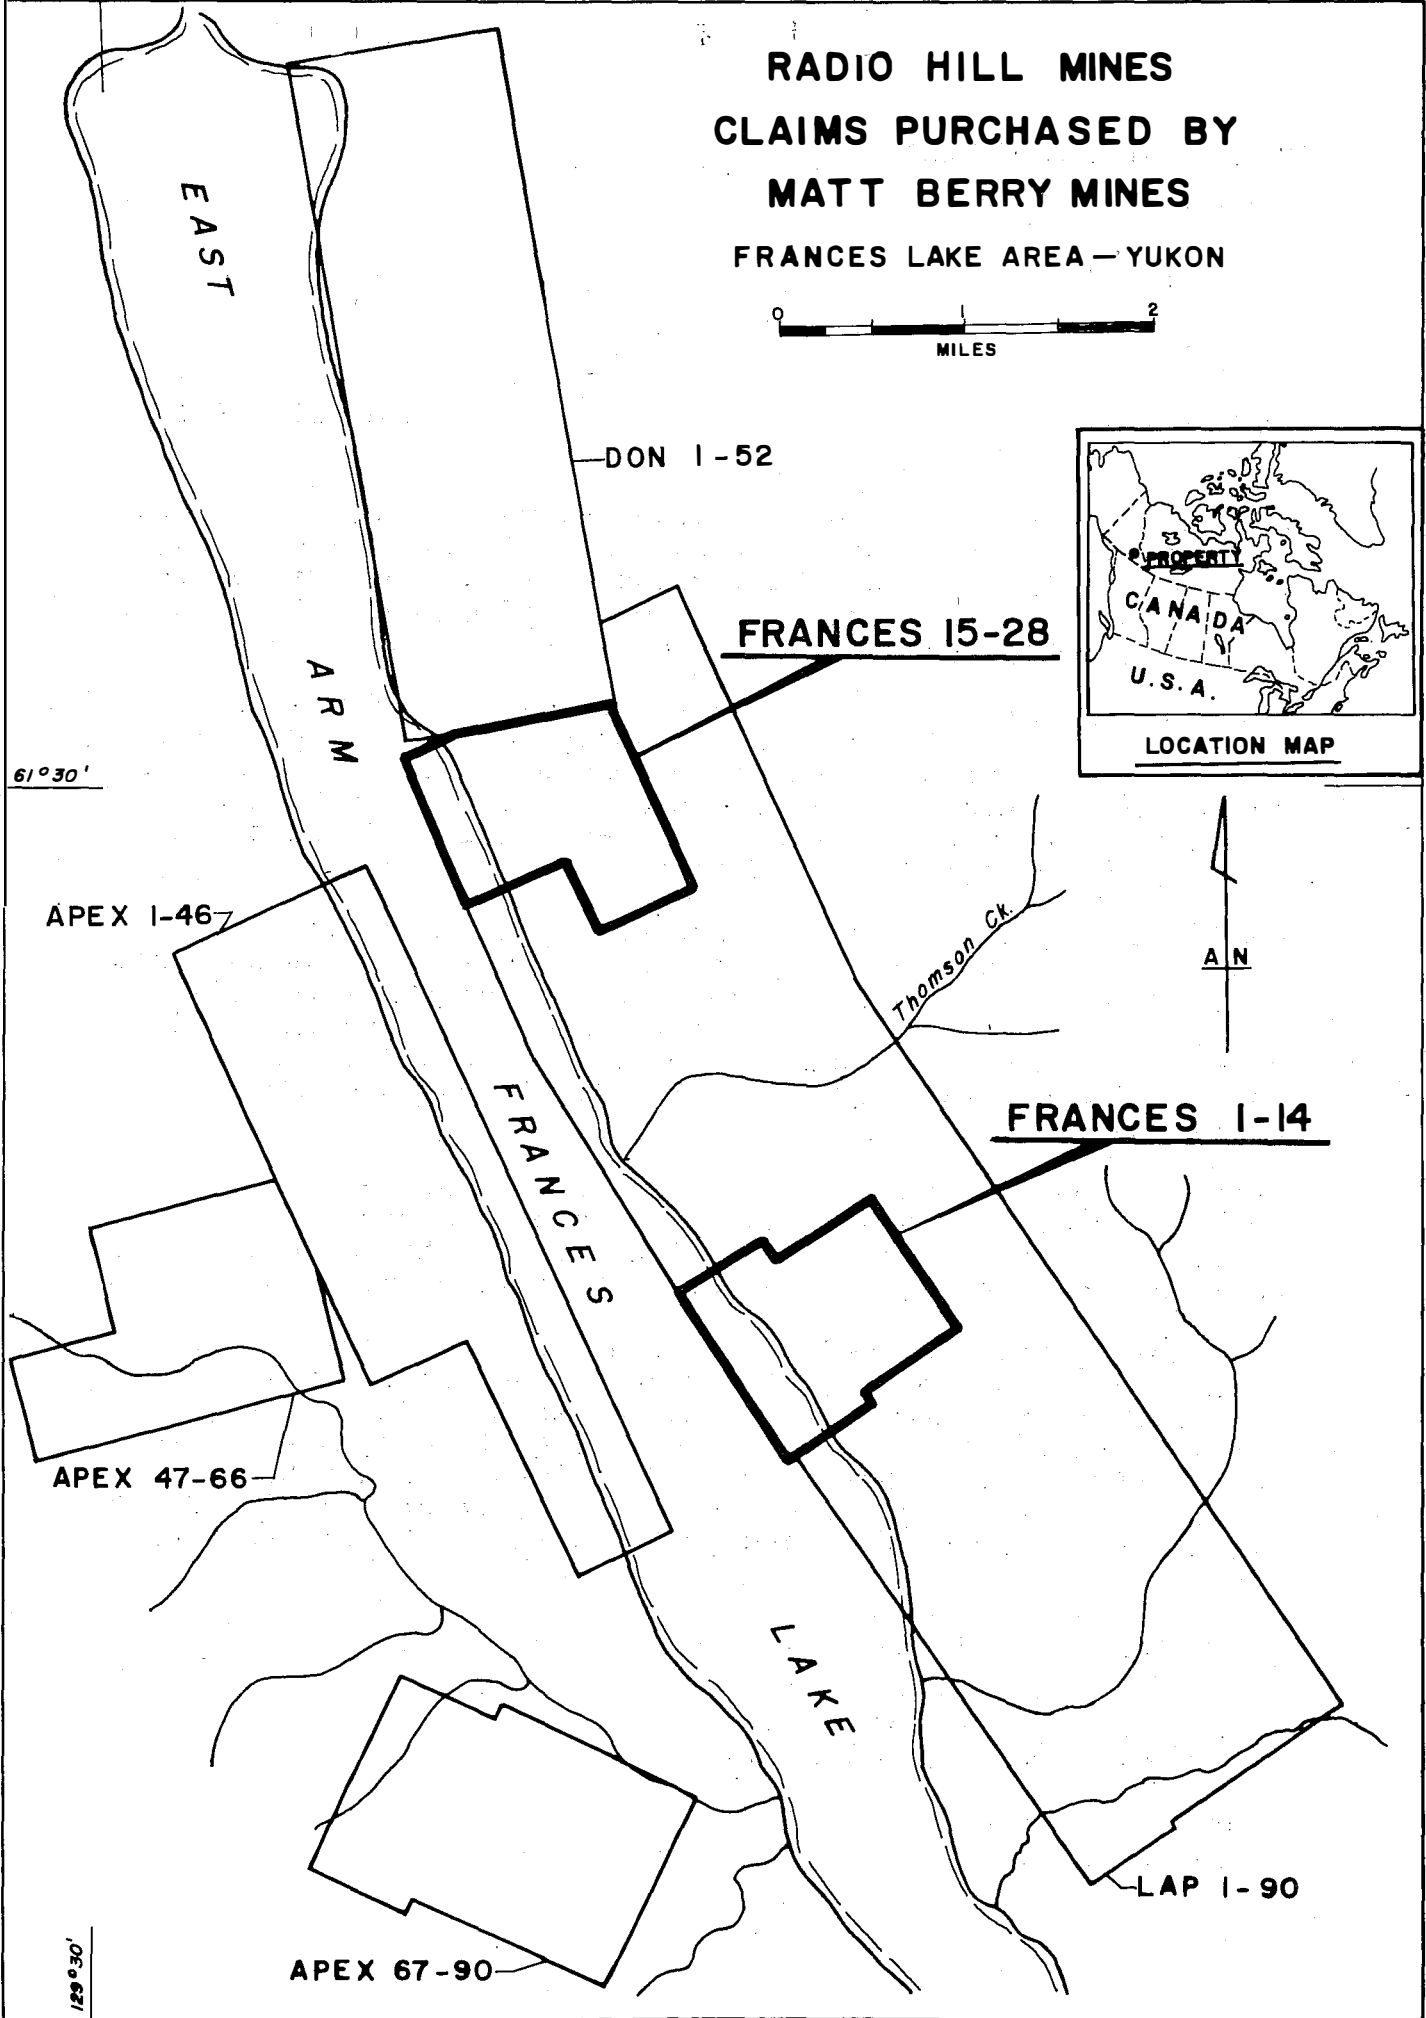 RADIO HILL MINES
CLAIMS PURCHASED BY
MATT BERRY MINES
FRANCES LAKE AREA — YUKON
0 1 2
MILES
EAST
ARM
FRANCES
LAKE
DON 1-52
PROPERTY
CANADA
U.S.A.
LOCATION MAP
FRANCES 15-28
61°30'
APEX 1-46
Thomson Ck.
A N
FRANCES 1-14
APEX 47-66
LAP 1-90
APEX 67-90
129°30'